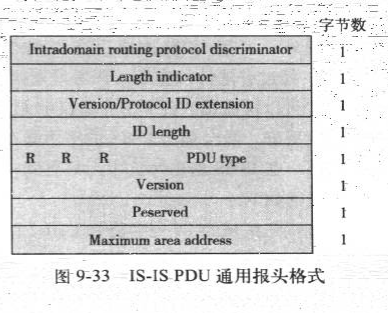 字节数
Intradomain routing protocol discriminator 1
Length indicator 1
Version/Protocol ID extension 1
ID length 1
R R R PDU type 1
Version 1
Peserved 1
Maximum area address 1
图 9-33 IS-IS PDU 通用报头格式